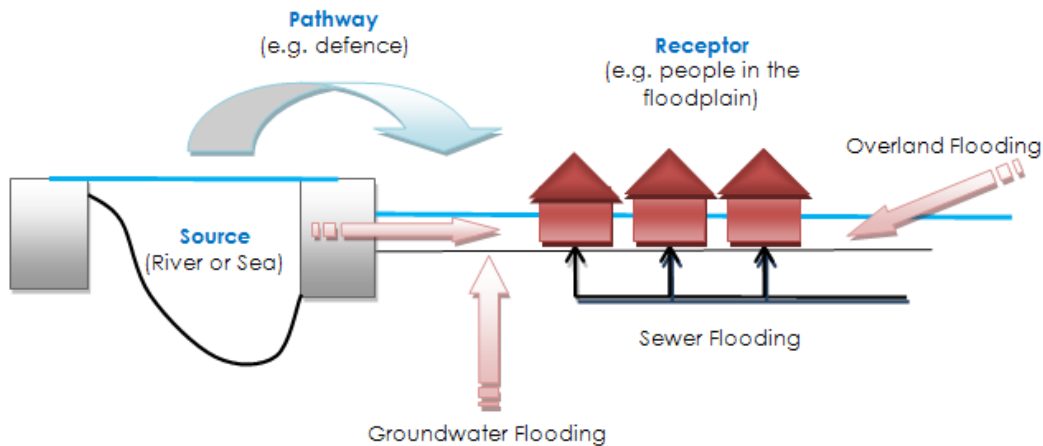 Pathway
(e.g. defence)
Receptor
(e.g. people in the
floodplain)
Overland Flooding
Source
(River or Sea)
Sewer Flooding
Groundwater Flooding